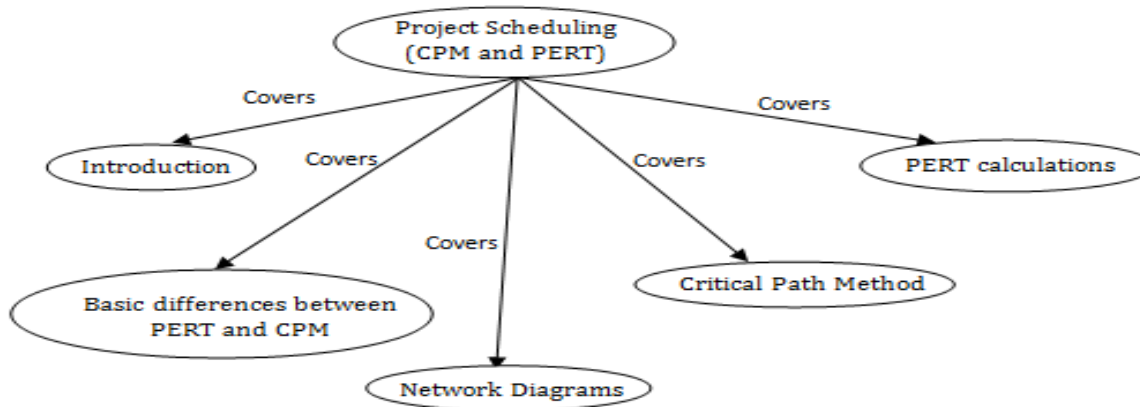 Project Scheduling
(CPM and PERT)
Covers
Covers
Covers
Covers
Covers
Introduction
PERT calculations
Basic differences between
PERT and CPM
Critical Path Method
Network Diagrams